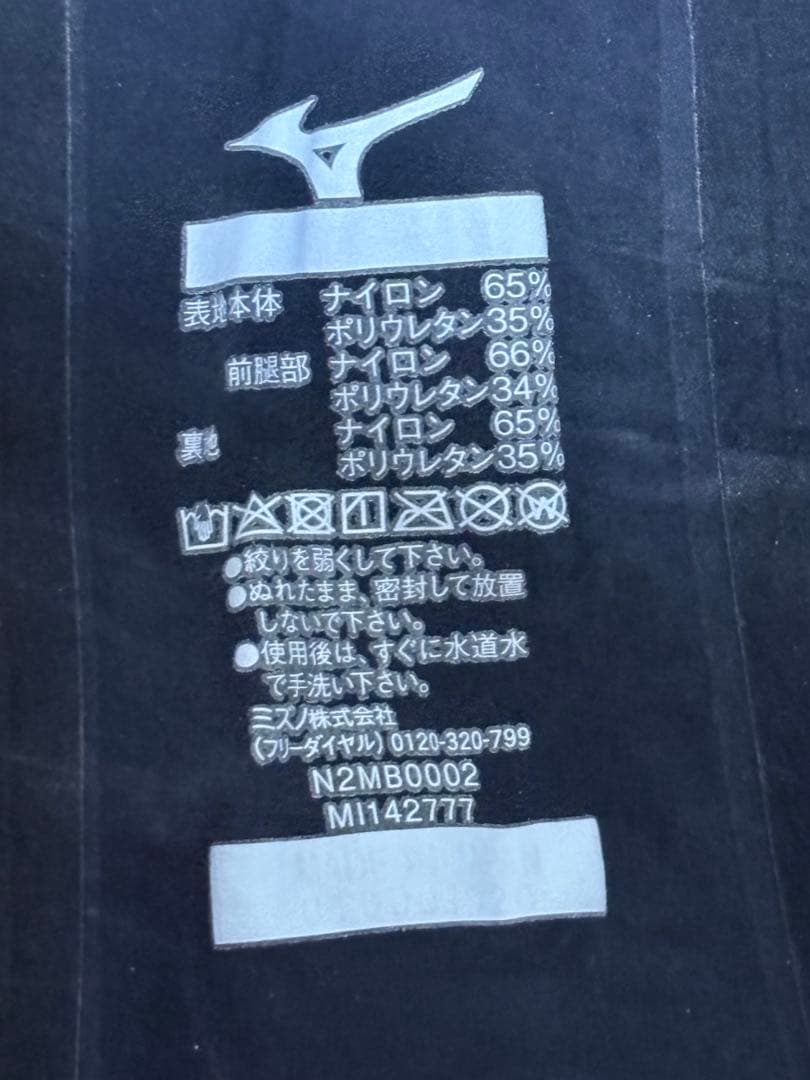 表地本体 ナイロン 65%
ポリウレタン35%
前腿部 ナイロン 66%
ポリウレタン34%
裏地 ナイロン 65%
ポリウレタン35%
●絞りを弱くして下さい。
●ぬれたまま、密封して放置
しないで下さい。
●使用後は、すぐに水道水
で手洗い下さい。
ミズノ株式会社
(フリーダイヤル) 0120-320-799
N2MB0002
MI142777